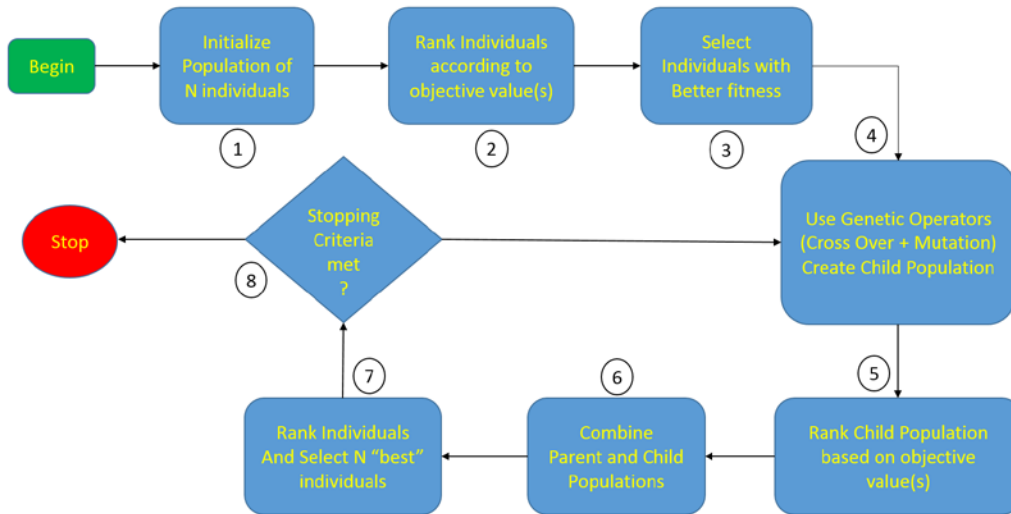 Begin
Initialize
Population of
N individuals
Rank Individuals
according to
objective value(s)
Select
Individuals with
Better fitness
1
2
3
4
Stop
Stopping
Criteria
met
?
8
Use Genetic Operators
(Cross Over + Mutation)
Create Child Population
7
6
5
Rank Individuals
And Select N “best”
individuals
Combine
Parent and Child
Populations
Rank Child Population
based on objective
value(s)